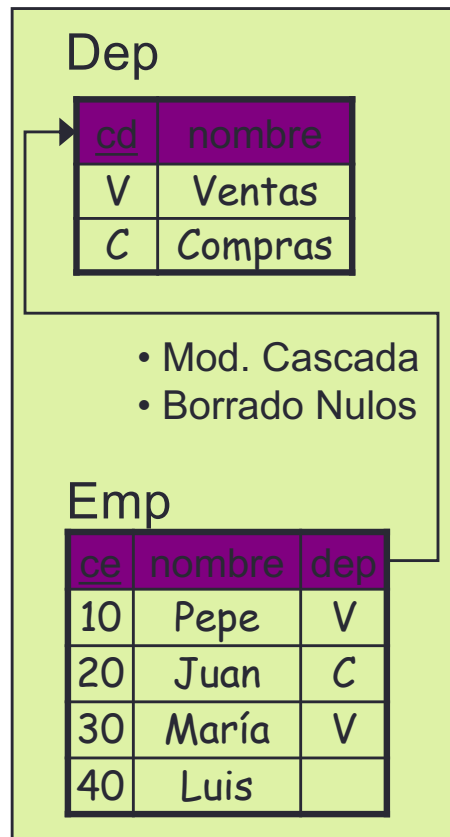 Dep
cd nombre
V Ventas
C Compras
• Mod. Cascada
• Borrado Nulos
Emp
ce nombre dep
10 Pepe V
20 Juan C
30 María V
40 Luis